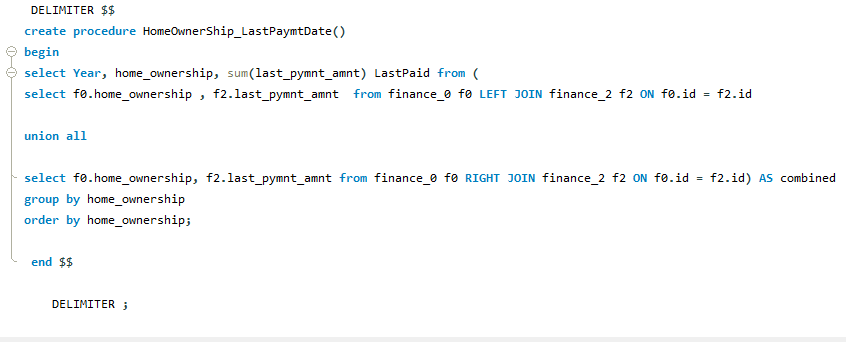 DELIMITER $$
create procedure HomeOwnerShip_LastPaymtDate()
begin
select Year, home_ownership, sum(last_pymnt_amnt) LastPaid from (
select f0.home_ownership , f2.last_pymnt_amnt  from finance_0 f0 LEFT JOIN finance_2 f2 ON f0.id = f2.id
union all
select f0.home_ownership, f2.last_pymnt_amnt from finance_0 f0 RIGHT JOIN finance_2 f2 ON f0.id = f2.id) AS combined
group by home_ownership
order by home_ownership;
end $$
DELIMITER ;